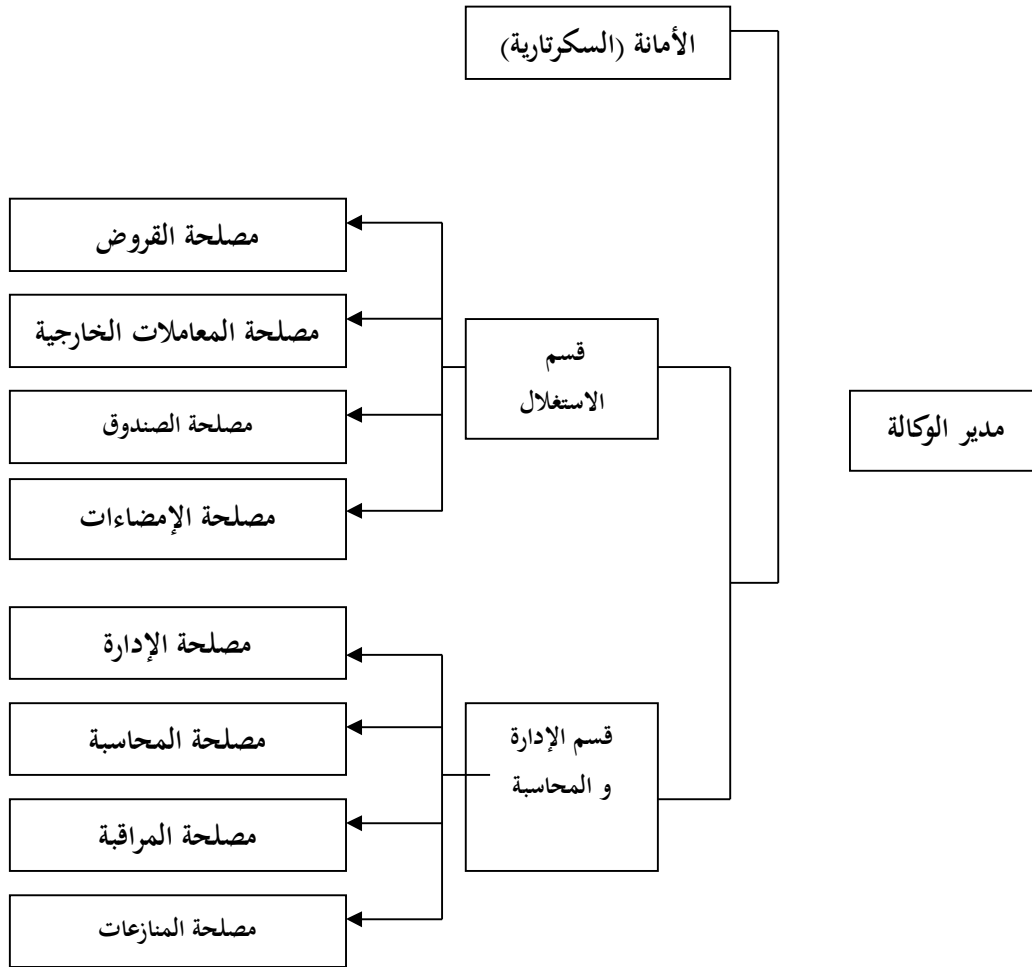 الأمانة (السكرتارية)
مصلحة القروض
مصلحة المعاملات الخارجية
قسم
الاستغلال
مدير الوكالة
مصلحة الصندوق
مصلحة الإمضاءات
مصلحة الإدارة
قسم الإدارة
و المحاسبة
مصلحة المحاسبة
مصلحة المراقبة
مصلحة المنازعات